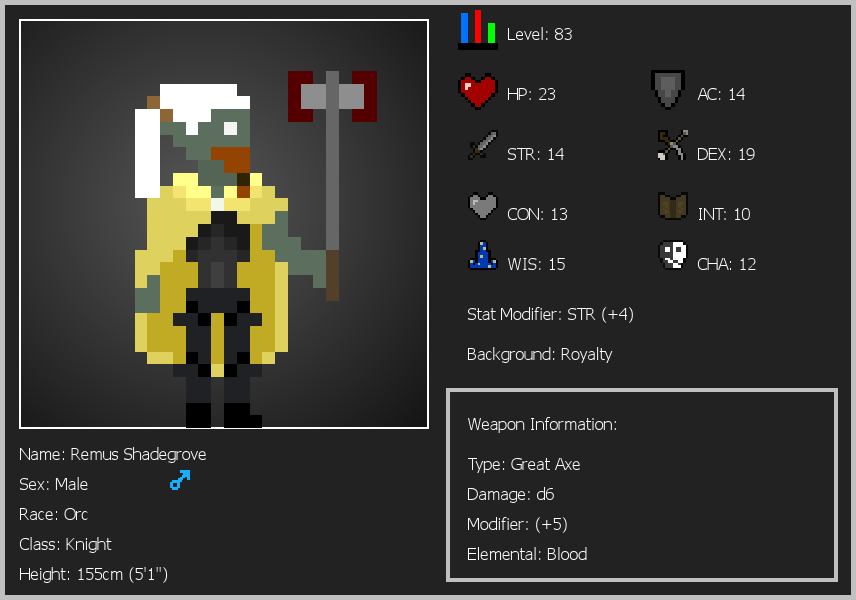 Level: 83
HP: 23
AC: 14
STR: 14
DEX: 19
CON: 13
INT: 10
WIS: 15
CHA: 12
Stat Modifier: STR (+4)
Background: Royalty
Weapon Information:
Type: Great Axe
Damage: d6
Modifier: (+5)
Elemental: Blood
Name: Remus Shadegrove
Sex: Male
Race: Orc
Class: Knight
Height: 155cm (5'1")